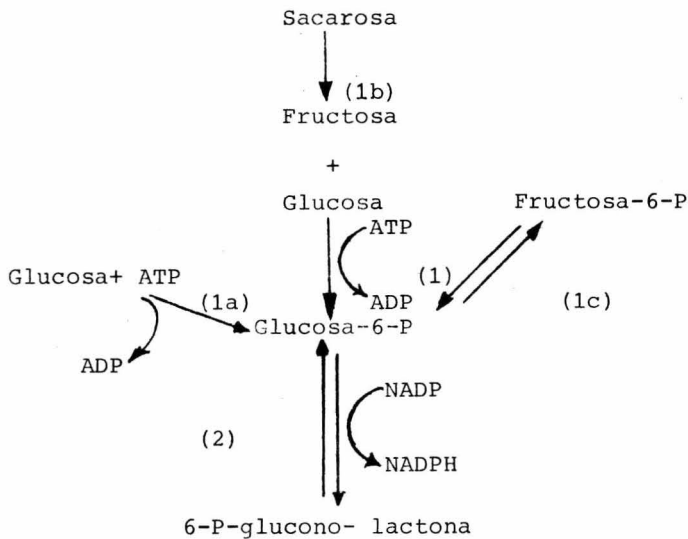 Sacarosa
(1b)
Fructosa
+
Glucosa
Fructosa-6-P
ATP
Glucosa+ ATP
(1)
(1a)
ADP
(1c)
Glucosa-6-P
ADP
NADP
(2)
NADPH
6-P-glucono- lactona